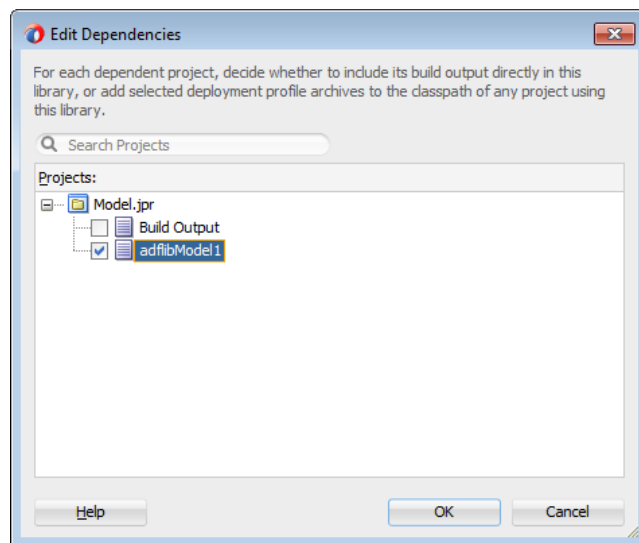 Edit Dependencies
For each dependent project, decide whether to include its build output directly in this
library, or add selected deployment profile archives to the classpath of any project using
this library.
Search Projects
Projects:
Model.jpr
Build Output
adflibModel1
Help
OK
Cancel